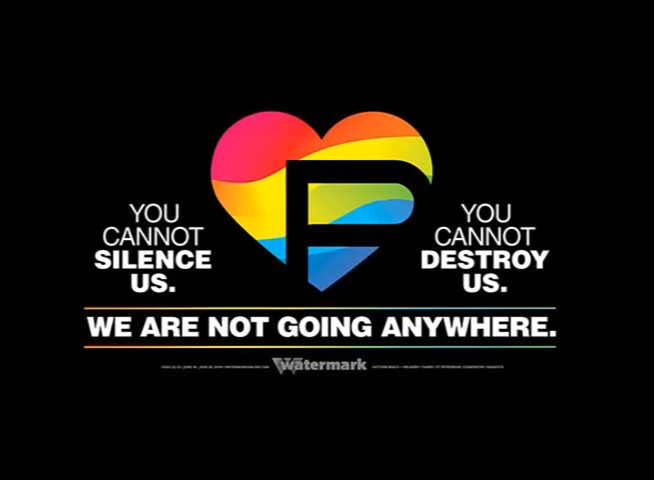 P
YOU
CANNOT
SILENCE
US.
YOU
CANNOT
DESTROY
US.
WE ARE NOT GOING ANYWHERE.
watermark